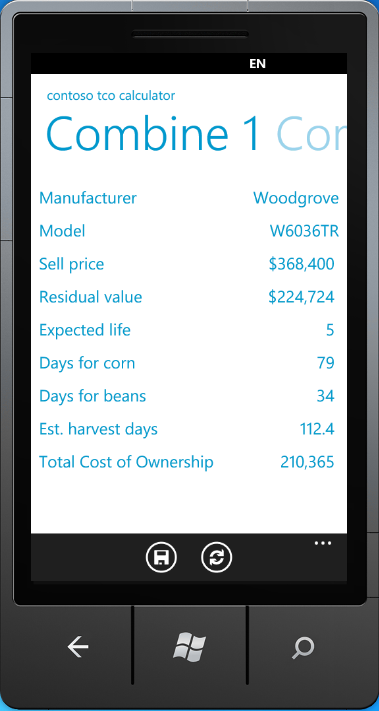 EN
contoso tco calculator
Combine 1 Con
Manufacturer Woodgrove
Model W6036TR
Sell price $368,400
Residual value $224,724
Expected life 5
Days for corn 79
Days for beans 34
Est. harvest days 112.4
Total Cost of Ownership 210,365